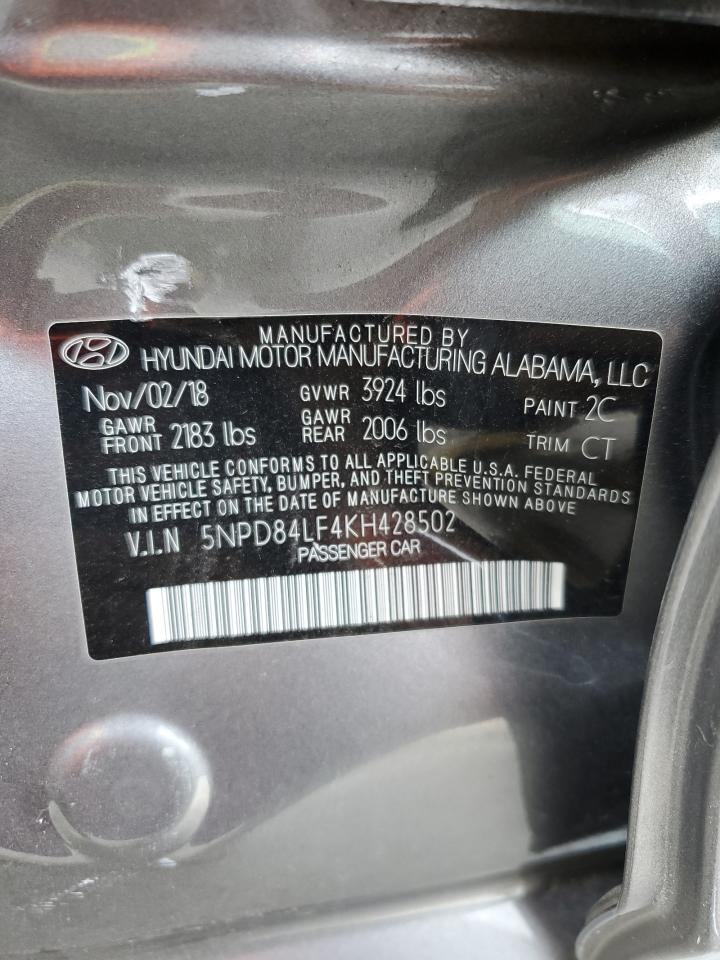 MANUFACTURED BY
HYUNDAI MOTOR MANUFACTURING ALABAMA, LLC
Nov/02/18 GVWR 3924 lbs PAINT 2C
GAWR FRONT 2183 lbs GAWR REAR 2006 lbs TRIM CT
THIS VEHICLE CONFORMS TO ALL APPLICABLE U.S.A. FEDERAL
MOTOR VEHICLE SAFETY, BUMPER, AND THEFT PREVENTION STANDARDS
IN EFFECT ON THE DATE OF MANUFACTURE SHOWN ABOVE
V.I.N 5NPD84LF4KH428502
PASSENGER CAR